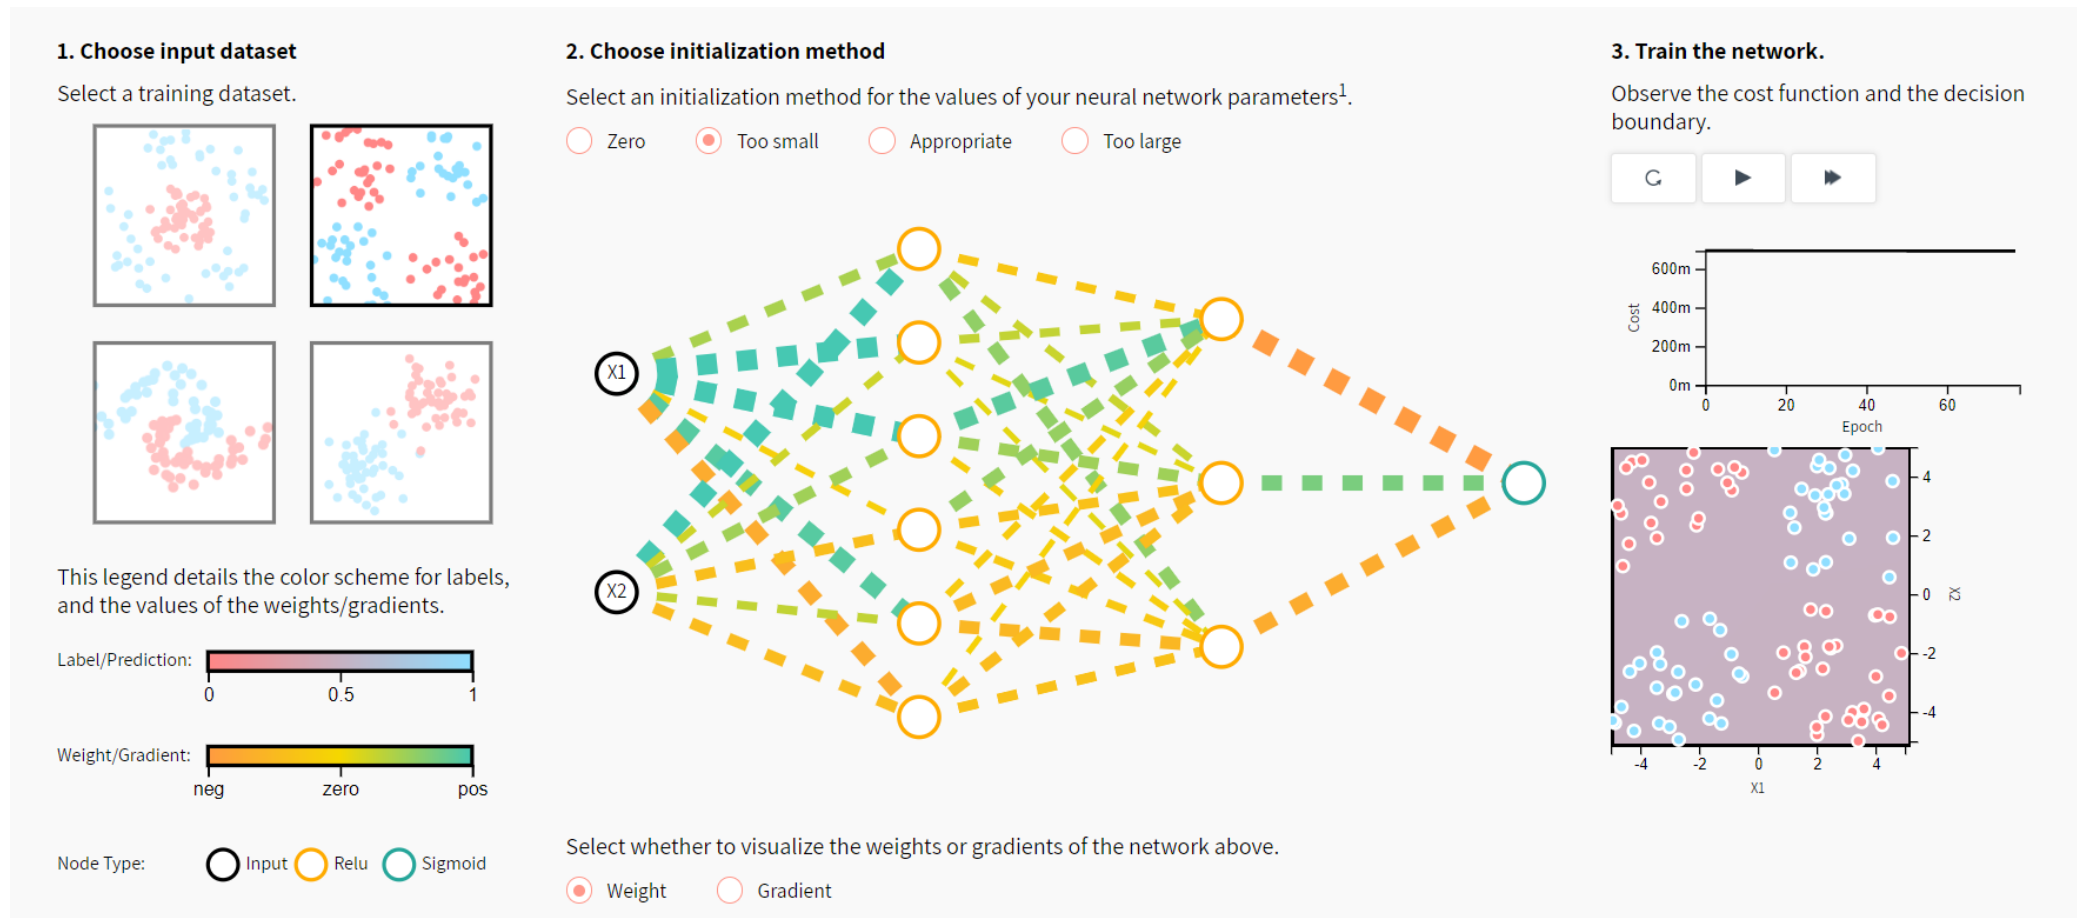 1. Choose input dataset
Select a training dataset.
This legend details the color scheme for labels,
and the values of the weights/gradients.
Label/Prediction:
0 0.5 1
Weight/Gradient:
neg zero pos
Node Type: Input Relu Sigmoid
2. Choose initialization method
Select an initialization method for the values of your neural network parameters1.
Zero Too small Appropriate Too large
X1
X2
Select whether to visualize the weights or gradients of the network above.
Weight Gradient
3. Train the network.
Observe the cost function and the decision
boundary.
600m
400m
200m
0m
Cost
0 20 40 60
Epoch
4
2
0
-2
-4
X2
-4 -2 0 2 4
X1